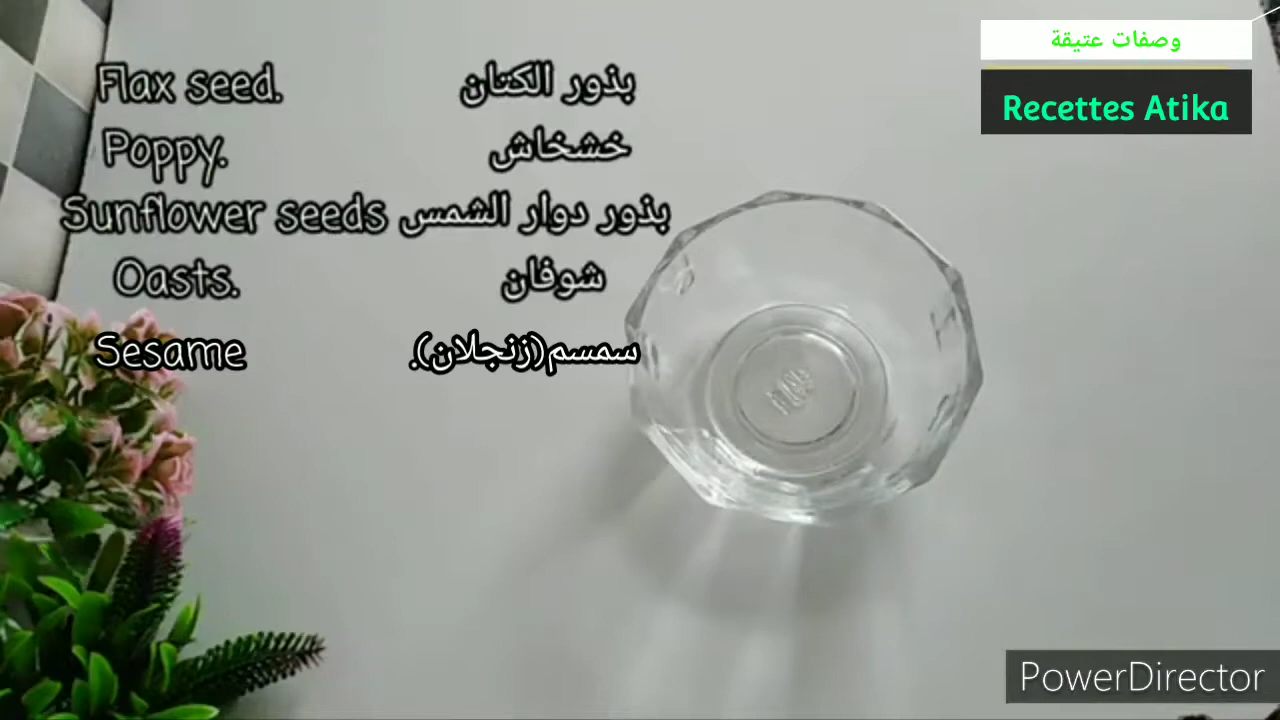 وصفات عتيقة
Recettes Atika
Flax seed. بذور الكتان
Poppy. خشخاش
Sunflower seeds بذور دوار الشمس
Oasts. شوفان
Sesame سمسم(زنجلان).
PowerDirector